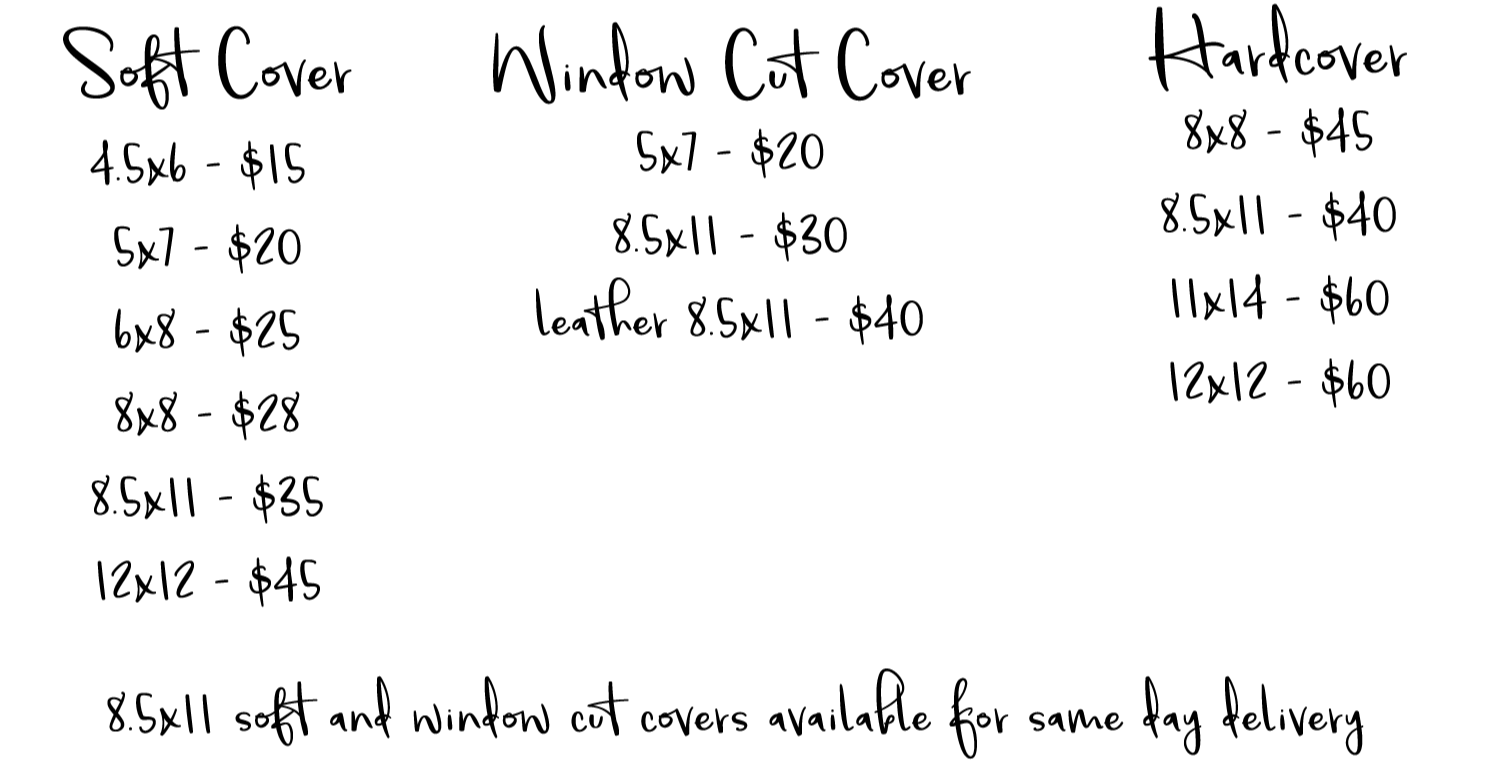 Soft Cover
4.5x6 - $15
5x7 - $20
6x8 - $25
8x8 - $28
8.5x11 - $35
12x12 - $45
Window Cut Cover
5x7 - $20
8.5x11 - $30
leather 8.5x11 - $40
Hardcover
8x8 - $45
8.5x11 - $40
11x14 - $60
12x12 - $60
8.5x11 soft and window cut covers available for same day delivery